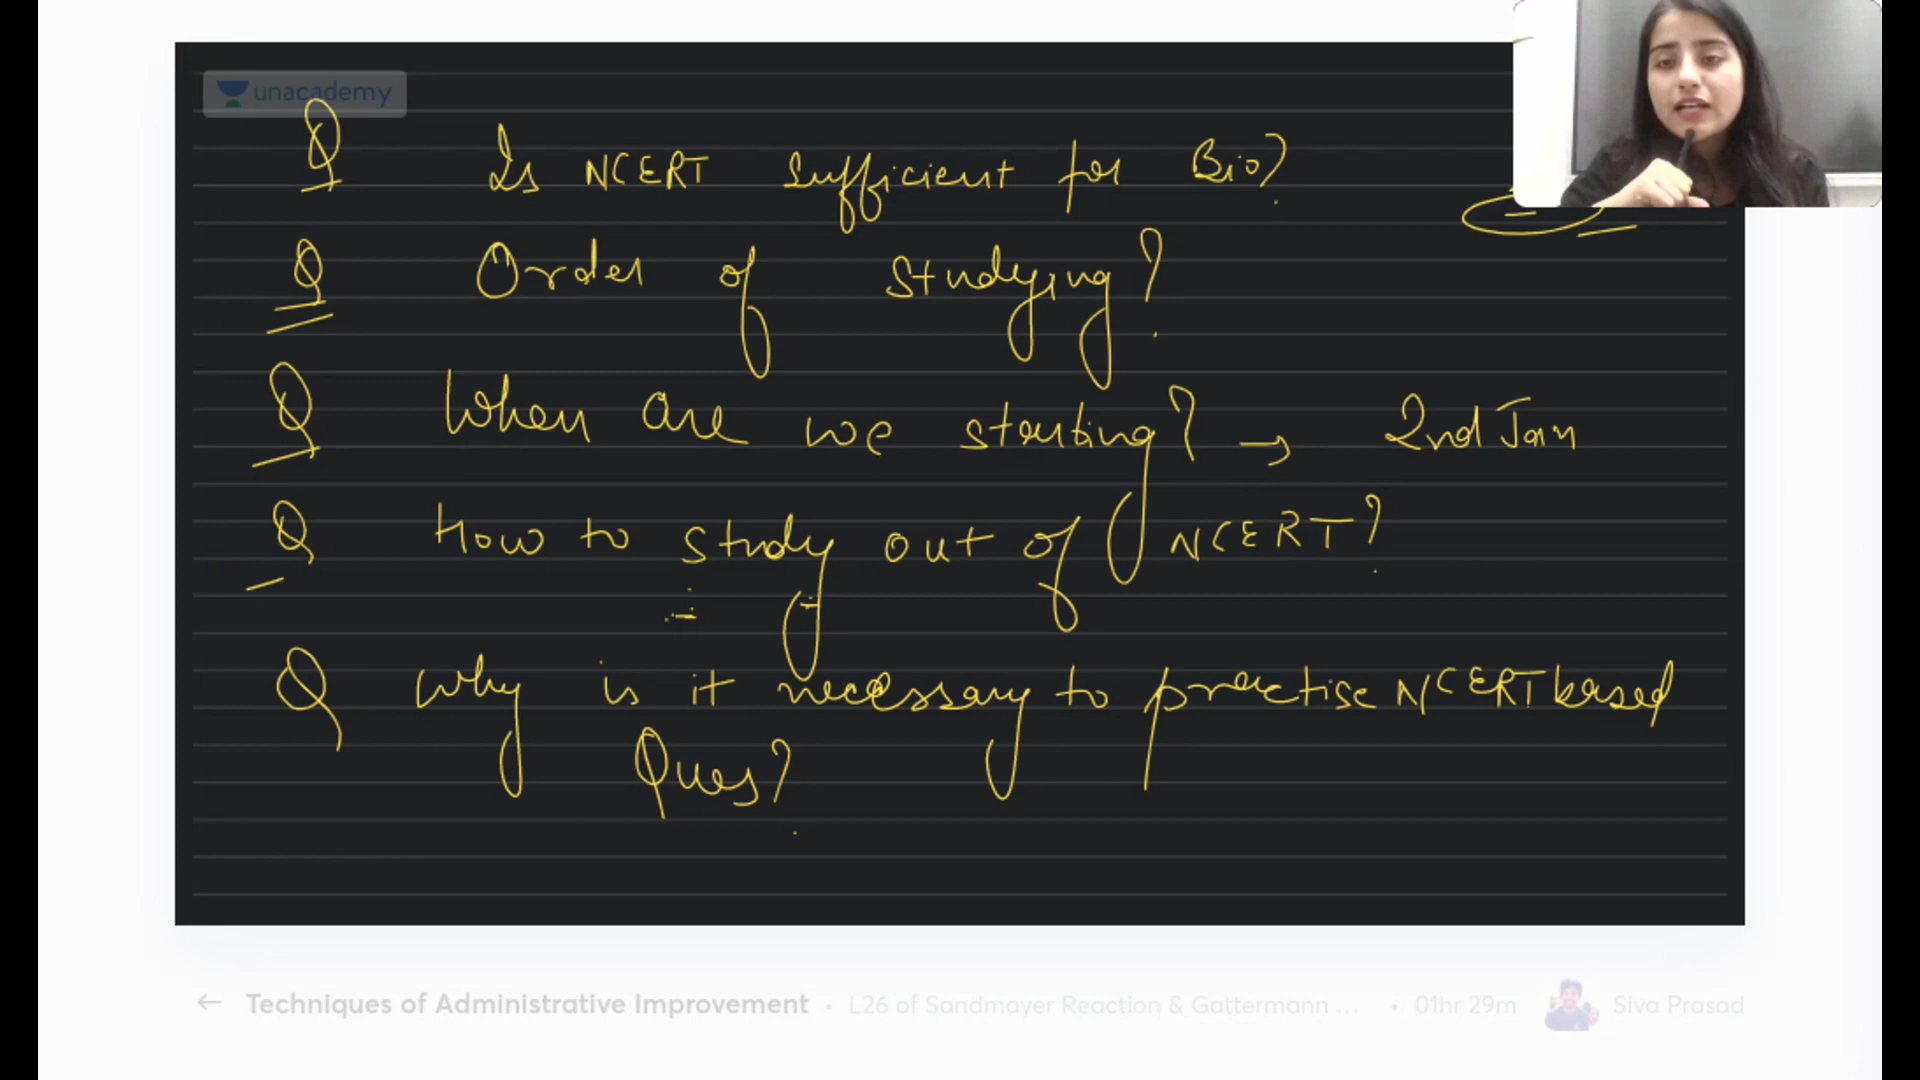 unacademy
Q Is NCERT Sufficient for Bio?
Q Order of Studying?
Q When are we starting? → 2nd Jan
Q How to study out of NCERT?
Q Why is it necessary to practise NCERT based
Ques?
← Techniques of Administrative Improvement • L26 of Sandmayer Reaction & Gattermann ... • 01hr 29m Siva Prasad